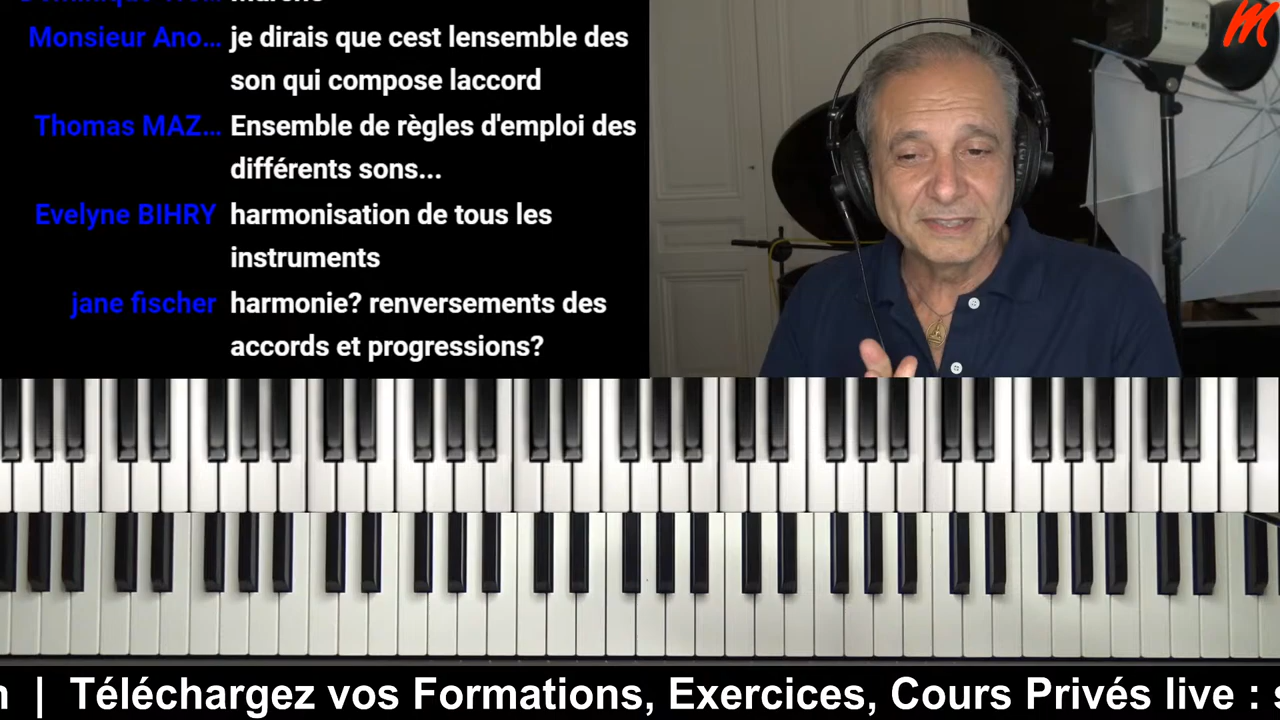 Monsieur Ano... je dirais que cest lensemble des
son qui compose laccord
Thomas MAZ... Ensemble de règles d'emploi des
différents sons...
Evelyne BIHRY harmonisation de tous les
instruments
jane fischer harmonie? renversements des
accords et progressions?
M
| Téléchargez vos Formations, Exercices, Cours Privés live :